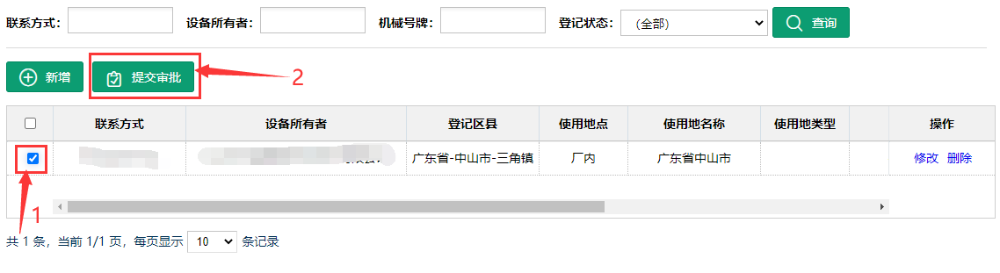 联系方式: 设备所有者: 机械号牌: 登记状态: （全部） 查询
新增 提交审批 2
联系方式 设备所有者 登记区县 使用地点 使用地名称 使用地类型 操作
广东省-中山市-三角镇 厂内 广东省中山市 修改 删除
1
共 1 条，当前 1/1 页，每页显示 10 条记录